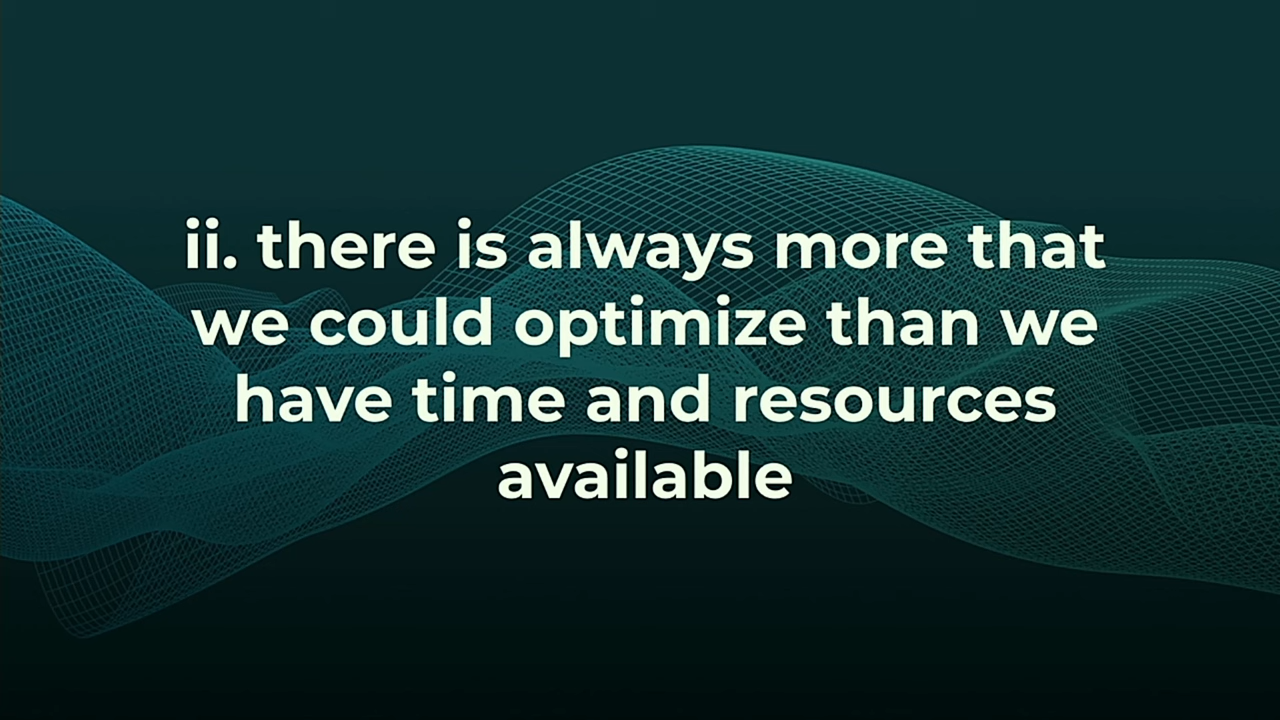 ii. there is always more that
we could optimize than we
have time and resources
available